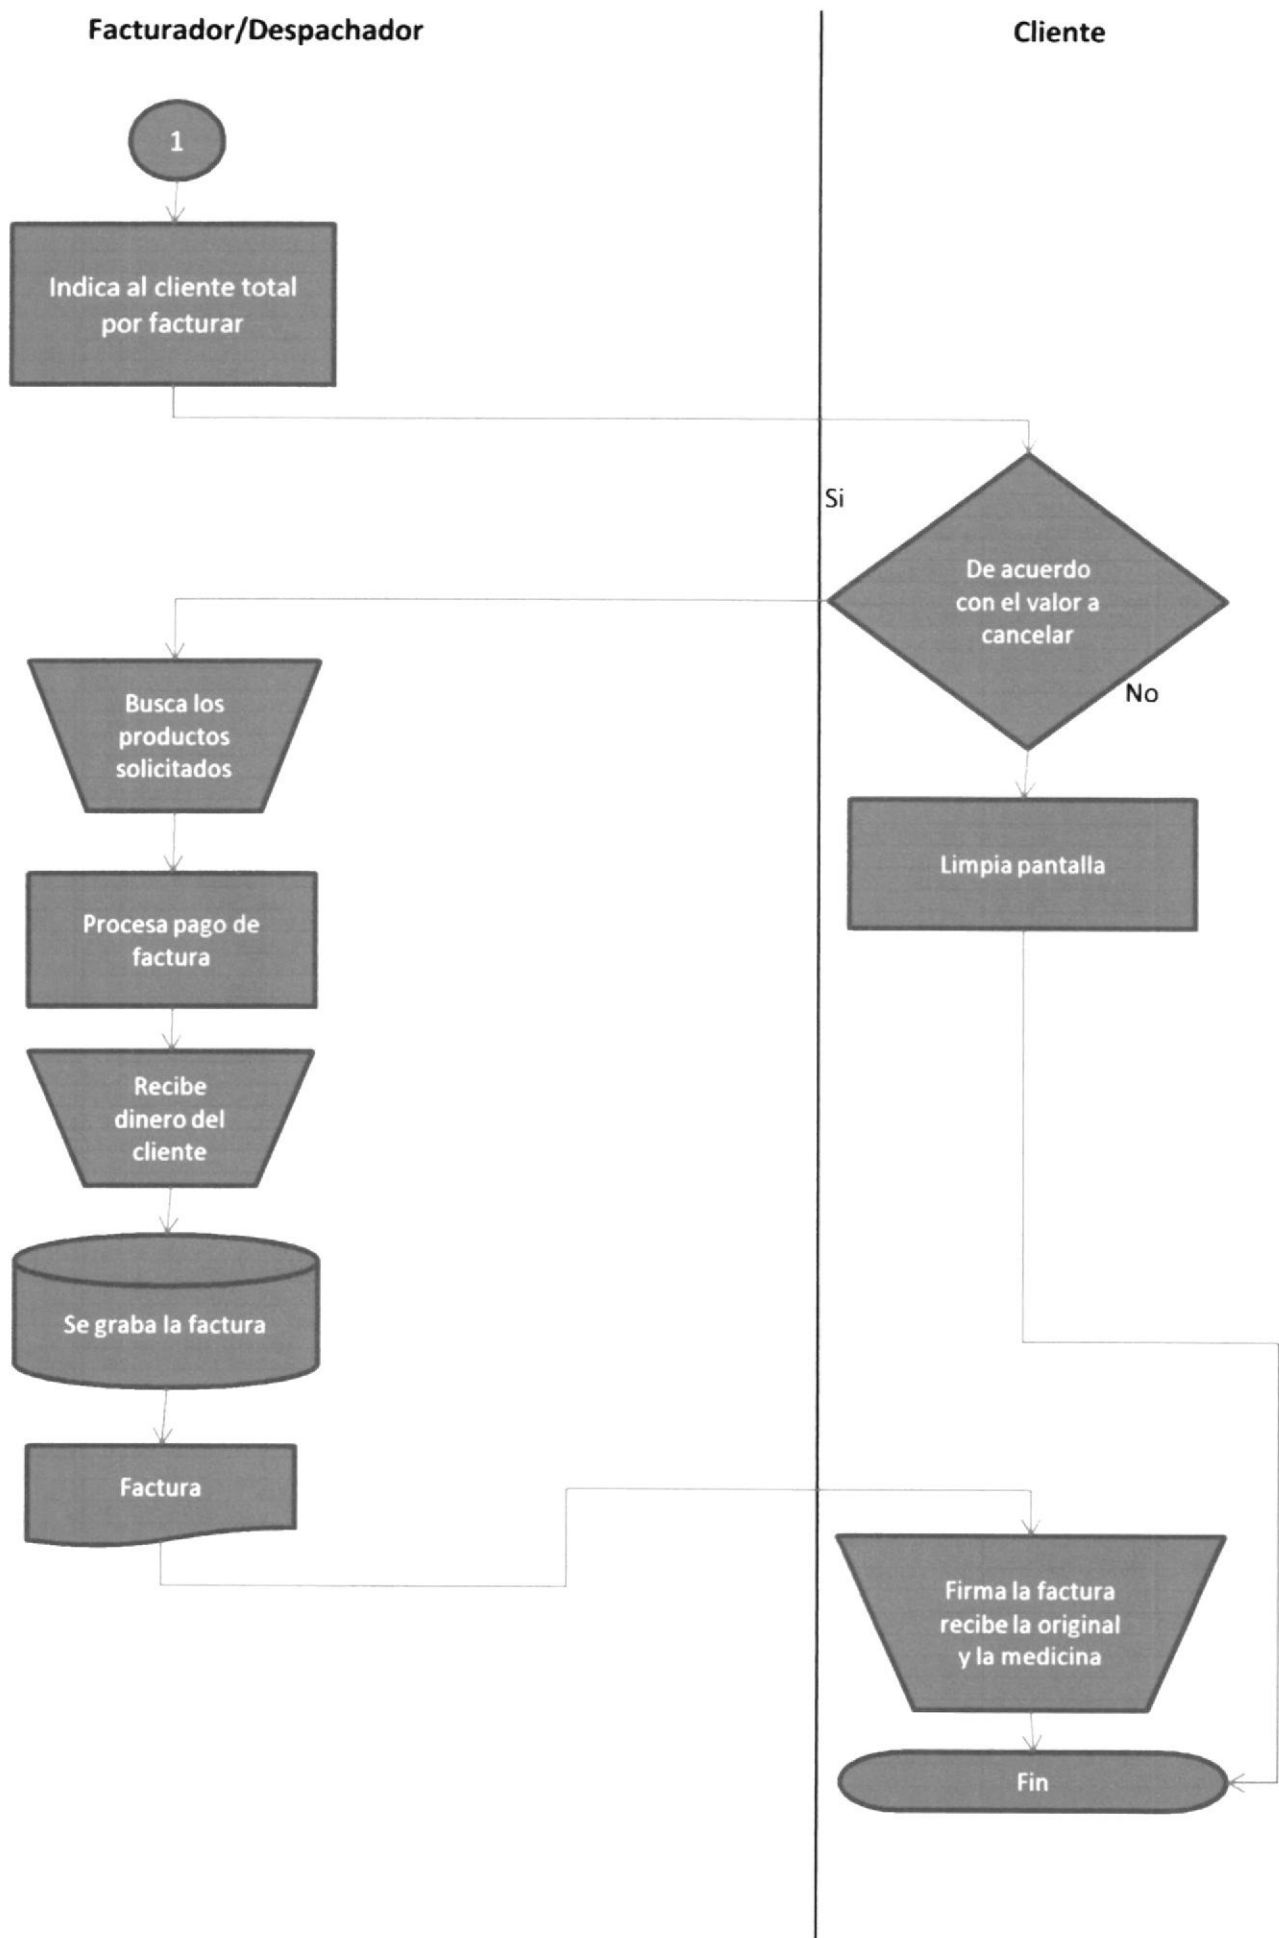 Facturador/Despachador
Cliente
1
Indica al cliente total
por facturar
Si
De acuerdo
con el valor a
cancelar
No
Busca los
productos
solicitados
Limpia pantalla
Procesa pago de
factura
Recibe
dinero del
cliente
Se graba la factura
Factura
Firma la factura
recibe la original
y la medicina
Fin